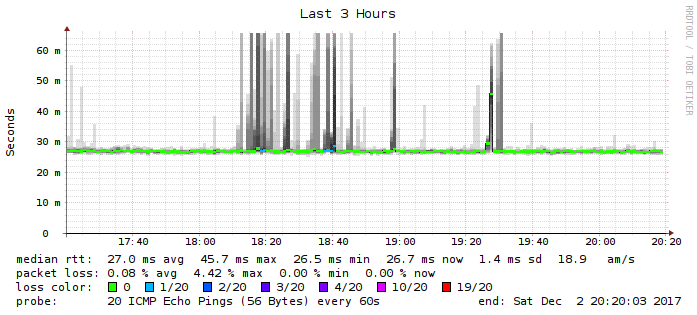 Last 3 Hours
RRDTOOL / TOBI OETIKER
Seconds
60 m
50 m
40 m
30 m
20 m
10 m
0
17:40 18:00 18:20 18:40 19:00 19:20 19:40 20:00 20:20
median rtt: 27.0 ms avg 45.7 ms max 26.5 ms min 26.7 ms now 1.4 ms sd 18.9 am/s
packet loss: 0.08 % avg 4.42 % max 0.00 % min 0.00 % now
loss color: 0 1/20 2/20 3/20 4/20 10/20 19/20
probe: 20 ICMP Echo Pings (56 Bytes) every 60s end: Sat Dec 2 20:20:03 2017